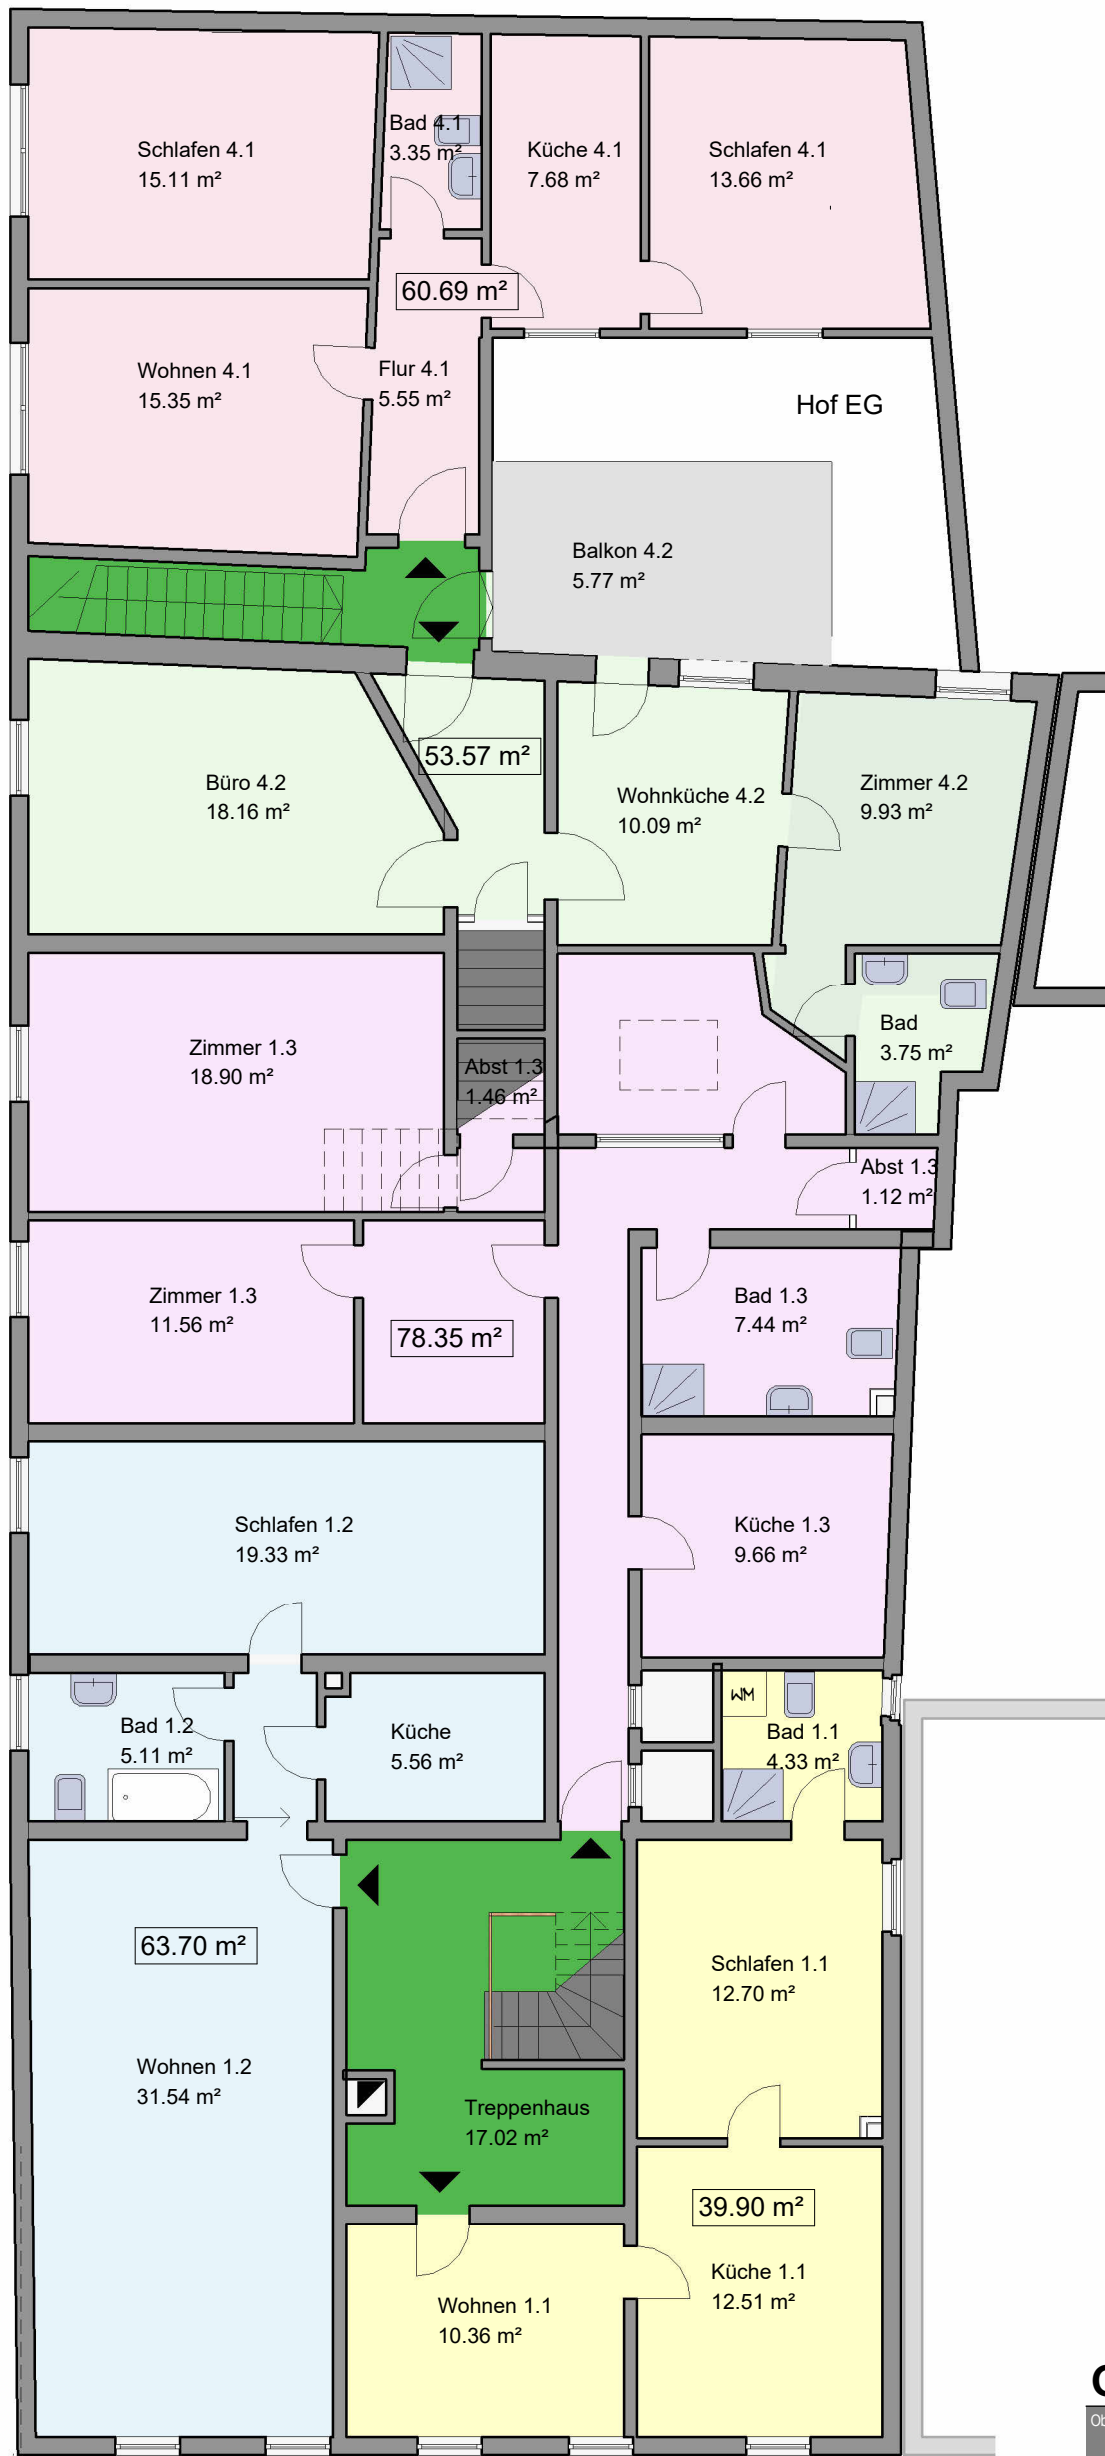 Schlafen 4.1
15.11 m²
Bad 4.1
3.35 m²
Küche 4.1
7.68 m²
Schlafen 4.1
13.66 m²
60.69 m²
Wohnen 4.1
15.35 m²
Flur 4.1
5.55 m²
Hof EG
Balkon 4.2
5.77 m²
53.57 m²
Büro 4.2
18.16 m²
Wohnküche 4.2
10.09 m²
Zimmer 4.2
9.93 m²
Zimmer 1.3
18.90 m²
Abst 1.3
1.46 m²
Bad
3.75 m²
Abst 1.3
1.12 m²
Zimmer 1.3
11.56 m²
78.35 m²
Bad 1.3
7.44 m²
Schlafen 1.2
19.33 m²
Küche 1.3
9.66 m²
Bad 1.2
5.11 m²
Küche
5.56 m²
WM
Bad 1.1
4.33 m²
63.70 m²
Schlafen 1.1
12.70 m²
Wohnen 1.2
31.54 m²
Treppenhaus
17.02 m²
39.90 m²
Küche 1.1
12.51 m²
Wohnen 1.1
10.36 m²